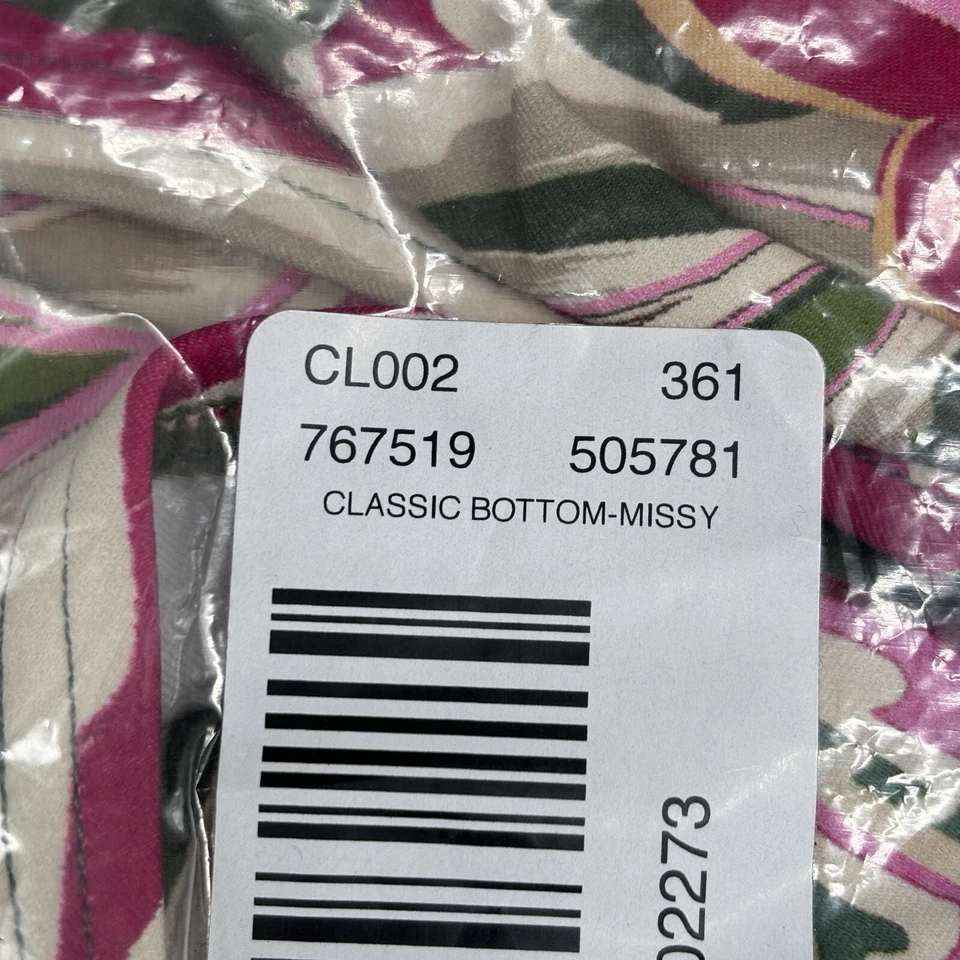 CL002 361
767519 505781
CLASSIC BOTTOM-MISSY
02273